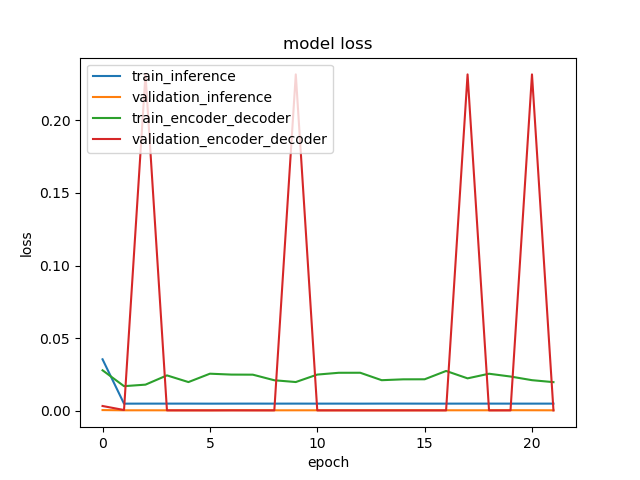 model loss
train_inference
validation_inference
train_encoder_decoder
validation_encoder_decoder
0.20
0.15
0.10
0.05
0.00
loss
0 5 10 15 20
epoch